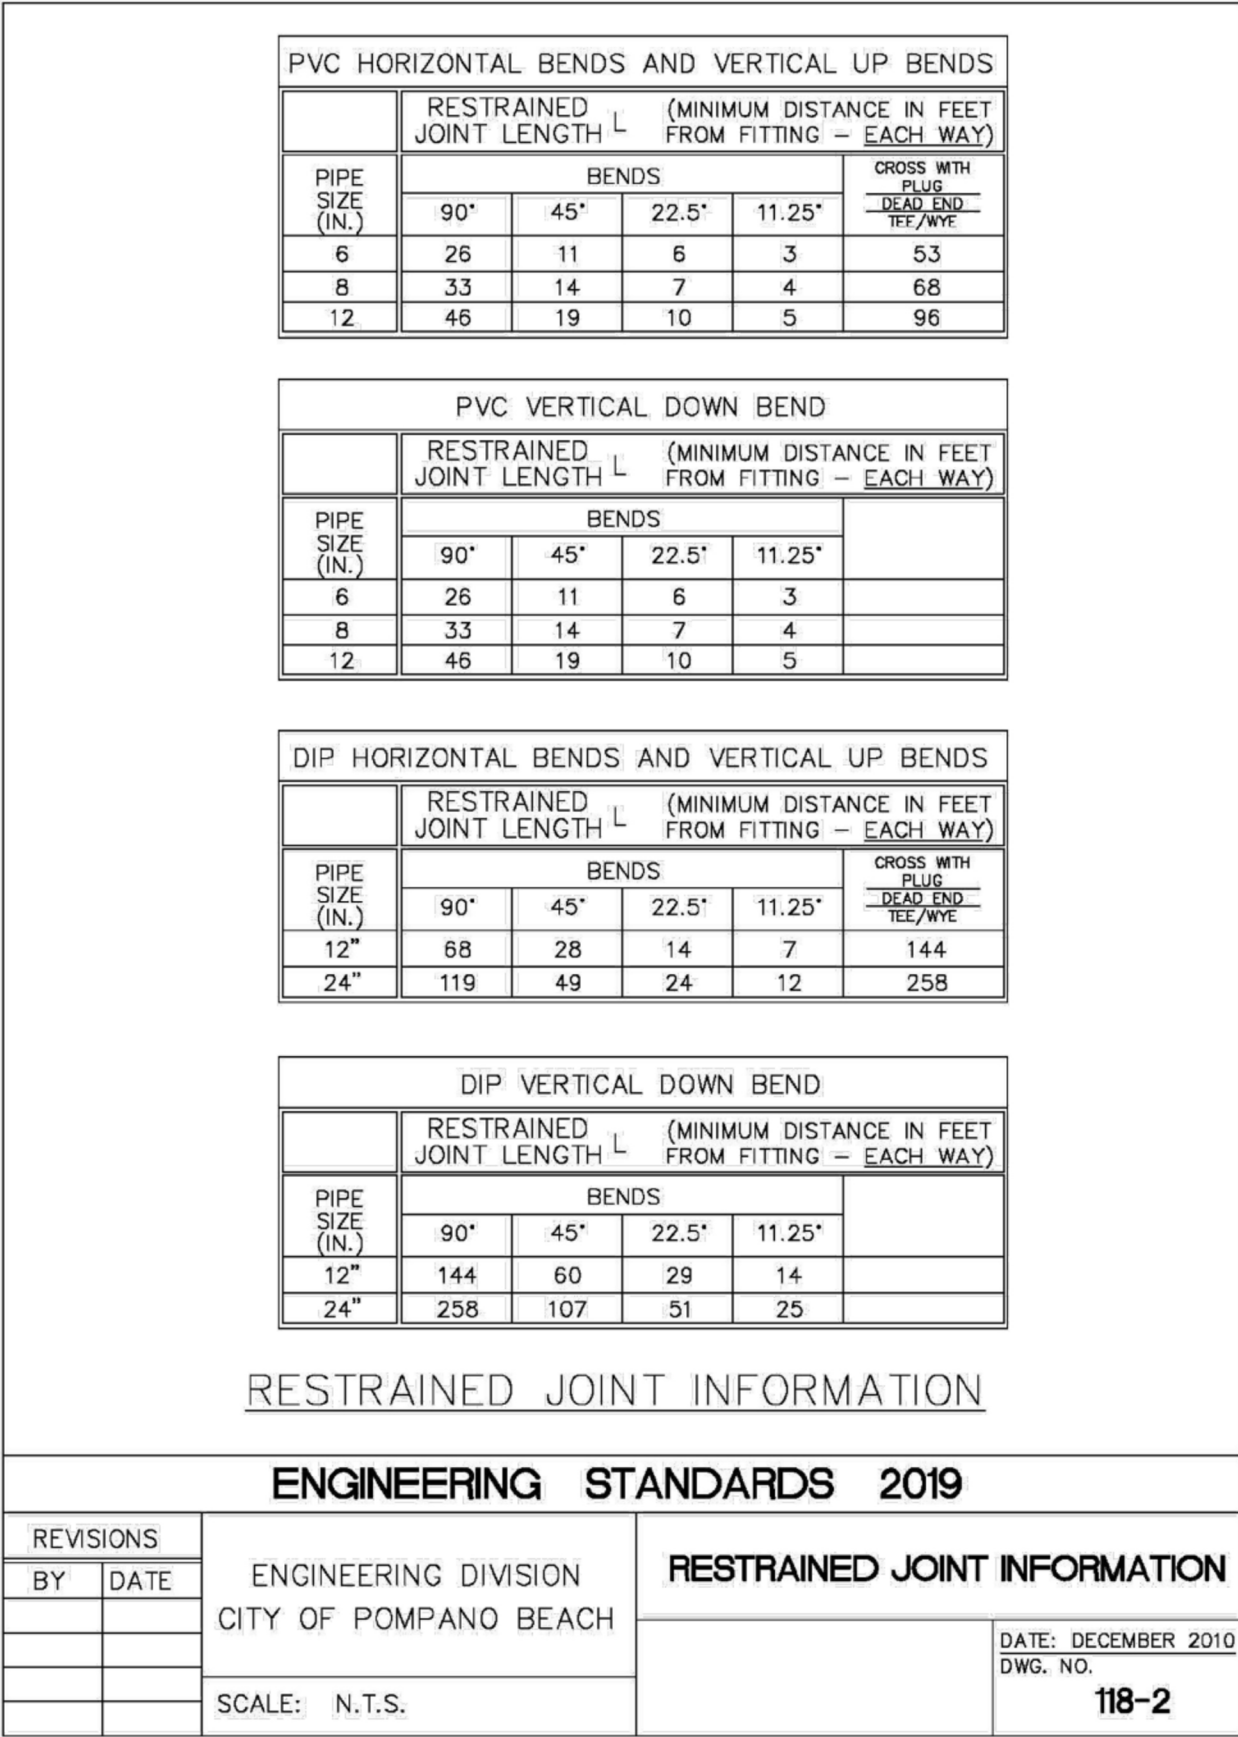 PVC HORIZONTAL BENDS AND VERTICAL UP BENDS
RESTRAINED JOINT LENGTH L (MINIMUM DISTANCE IN FEET FROM FITTING – EACH WAY)
PIPE SIZE (IN.) BENDS CROSS WITH PLUG DEAD END TEE/WYE
90° 45° 22.5° 11.25°
6 26 11 6 3 53
8 33 14 7 4 68
12 46 19 10 5 96
PVC VERTICAL DOWN BEND
RESTRAINED JOINT LENGTH L (MINIMUM DISTANCE IN FEET FROM FITTING – EACH WAY)
PIPE SIZE (IN.) BENDS
90° 45° 22.5° 11.25°
6 26 11 6 3
8 33 14 7 4
12 46 19 10 5
DIP HORIZONTAL BENDS AND VERTICAL UP BENDS
RESTRAINED JOINT LENGTH L (MINIMUM DISTANCE IN FEET FROM FITTING – EACH WAY)
PIPE SIZE (IN.) BENDS CROSS WITH PLUG DEAD END TEE/WYE
90° 45° 22.5° 11.25°
12" 68 28 14 7 144
24" 119 49 24 12 258
DIP VERTICAL DOWN BEND
RESTRAINED JOINT LENGTH L (MINIMUM DISTANCE IN FEET FROM FITTING – EACH WAY)
PIPE SIZE (IN.) BENDS
90° 45° 22.5° 11.25°
12" 144 60 29 14
24" 258 107 51 25
RESTRAINED JOINT INFORMATION
ENGINEERING STANDARDS 2019
REVISIONS
BY DATE
ENGINEERING DIVISION
CITY OF POMPANO BEACH
SCALE: N.T.S.
RESTRAINED JOINT INFORMATION
DATE: DECEMBER 2010
DWG. NO.
118-2